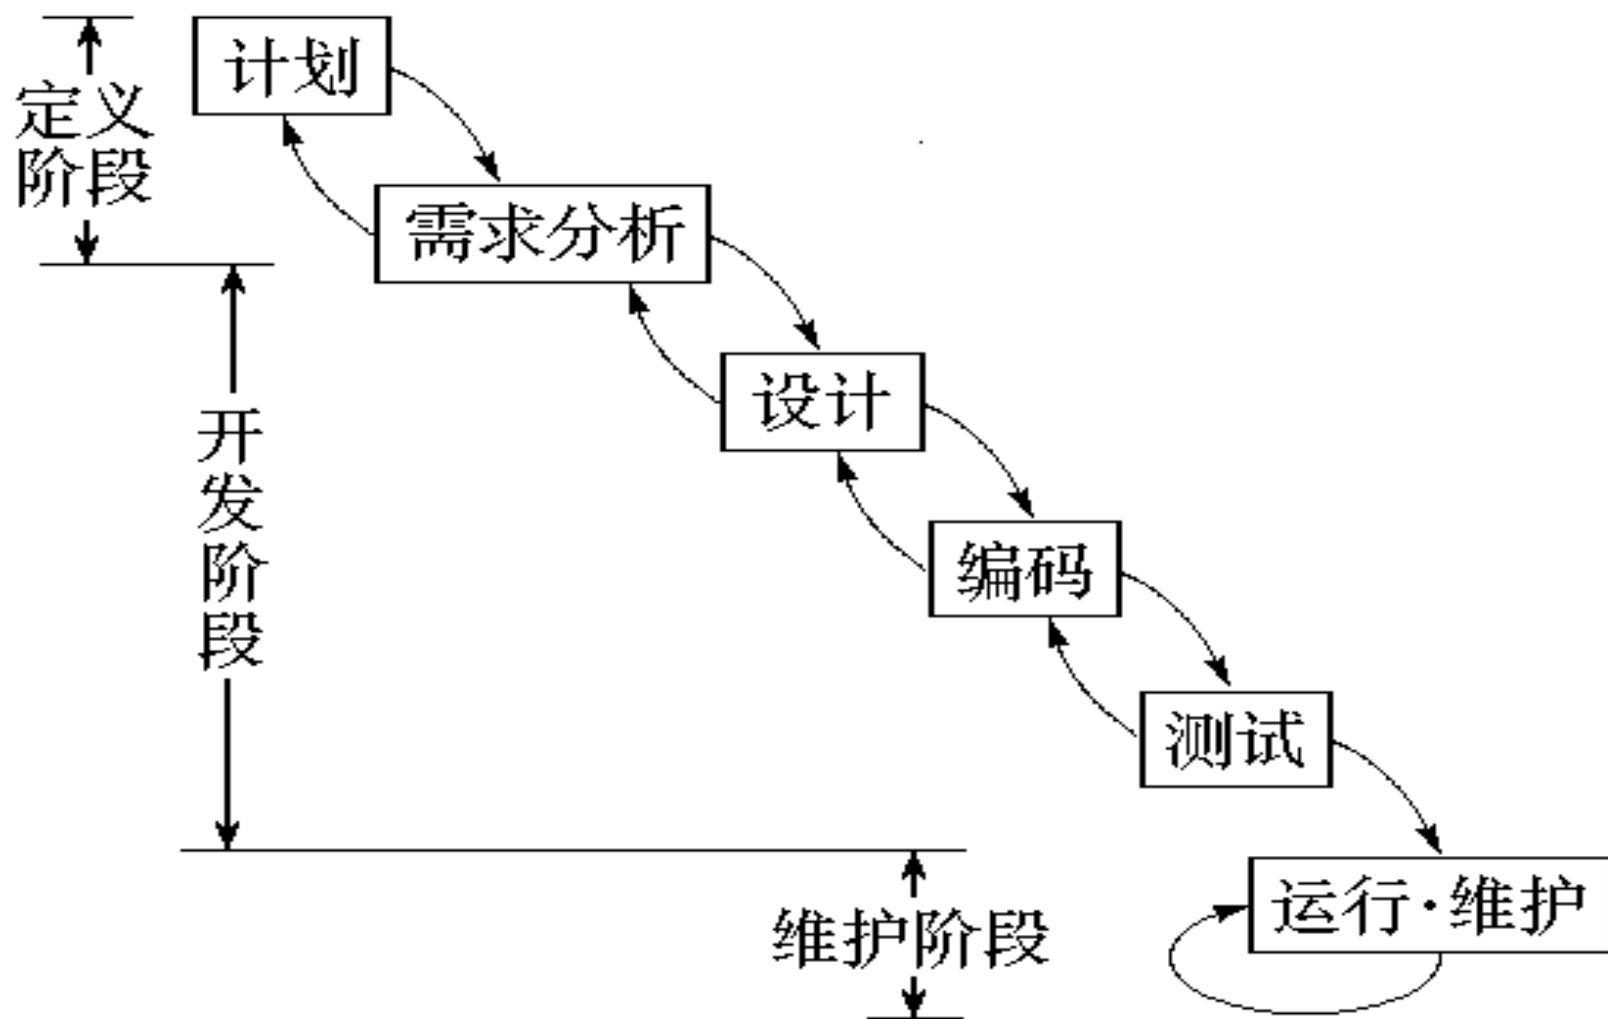 计划
定义
阶段
需求分析
设计
开
发
阶
段
编码
测试
运行·维护
维护阶段